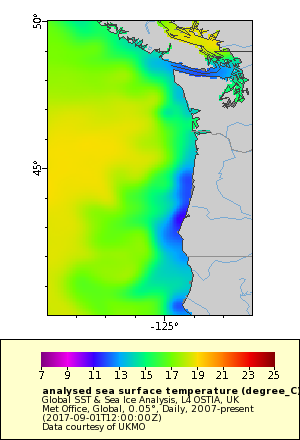 50°
45°
-125°
7 9 11 13 15 17 19 21 23 25
analysed sea surface temperature (degree_C)
Global SST & Sea Ice Analysis, L4 OSTIA, UK
Met Office, Global, 0.05°, Daily, 2007-present
(2017-09-01T12:00:00Z)
Data courtesy of UKMO